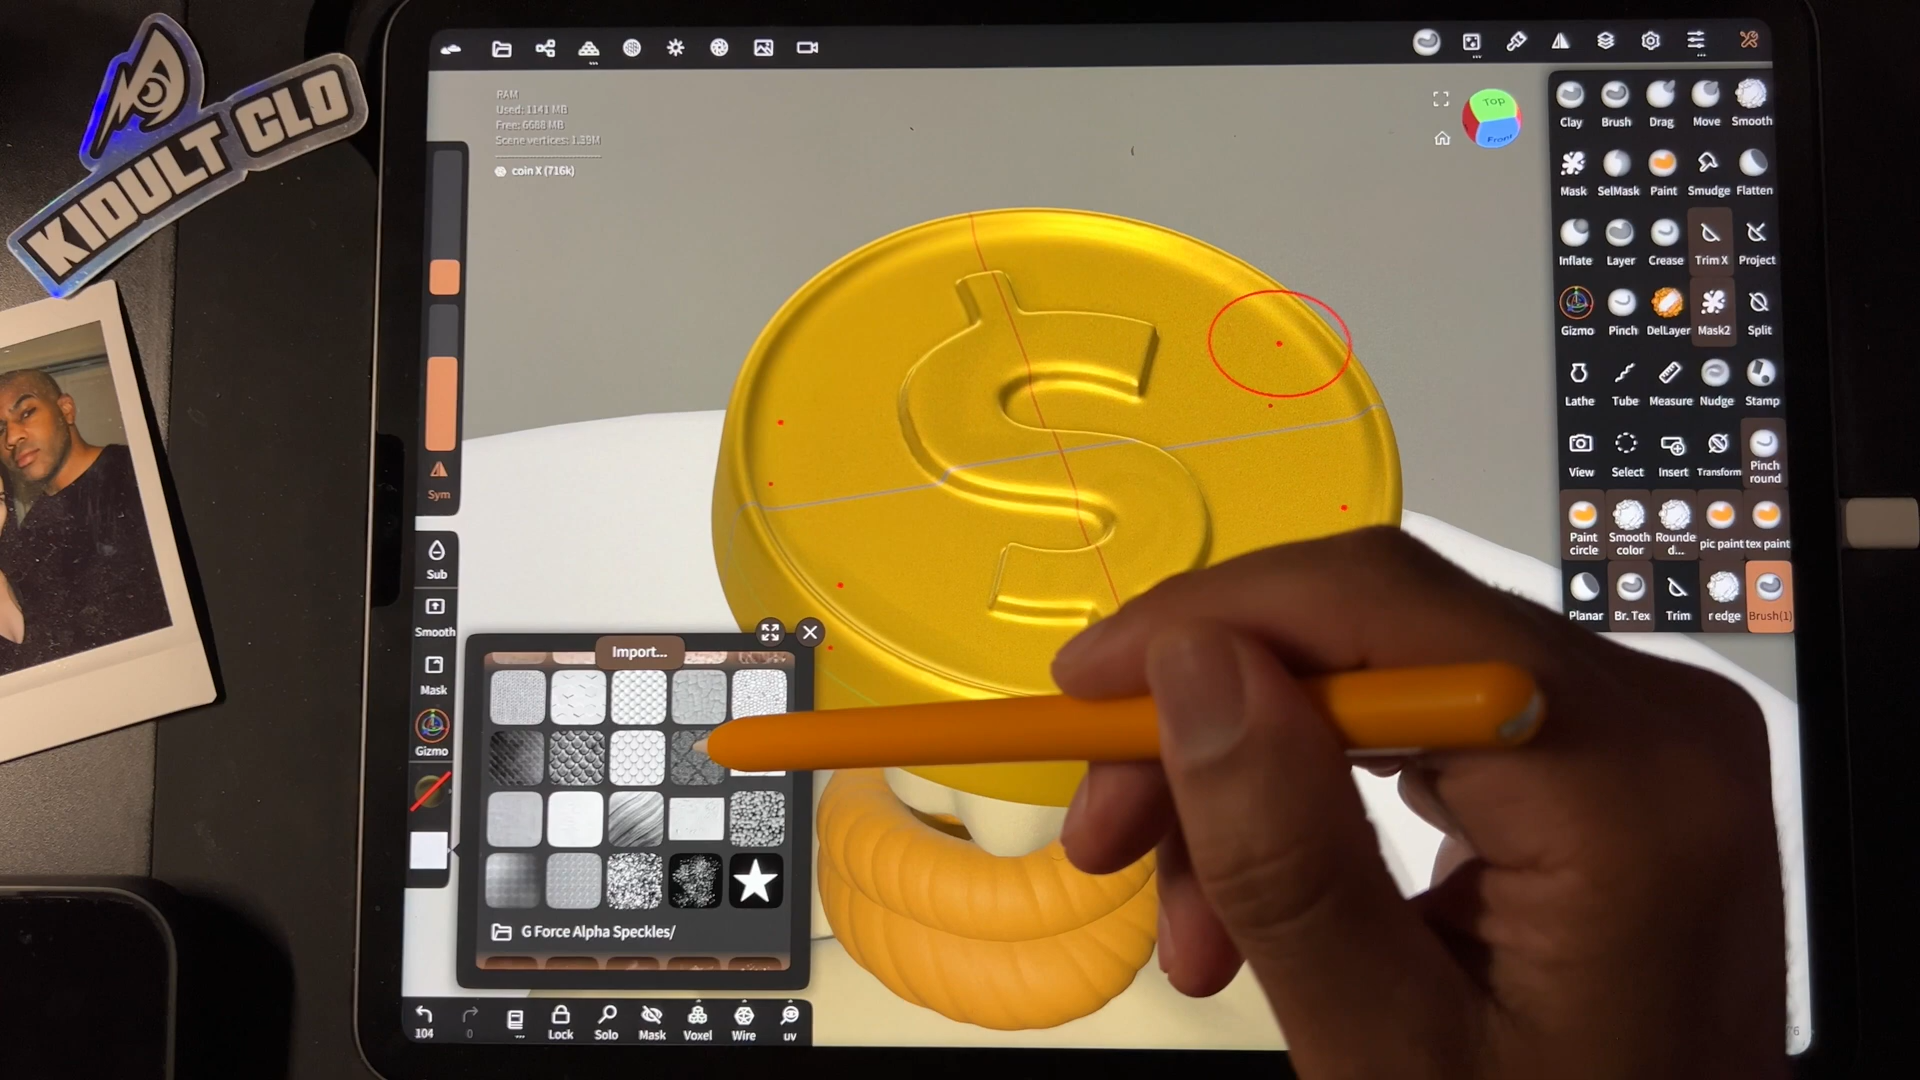 KIDULT CLO
RAM
Used: 1141 MB
Free: 6688 MB
Scene vertices: 1.39M
coin X (716k)
Top
Front
Clay Brush Drag Move Smooth
Mask SelMask Paint Smudge Flatten
Inflate Layer Crease Trim X Project
Gizmo Pinch DelLayer Mask2 Split
Lathe Tube Measure Nudge Stamp
View Select Insert Transform Pinch round
Paint circle Smooth color Rounde d... pic paint tex paint
Planar Br. Tex Trim r edge Brush(1)
$
Sym
Sub
Smooth
Mask
Gizmo
Import...
G Force Alpha Speckles/
104 0 Lock Solo Mask Voxel Wire uv